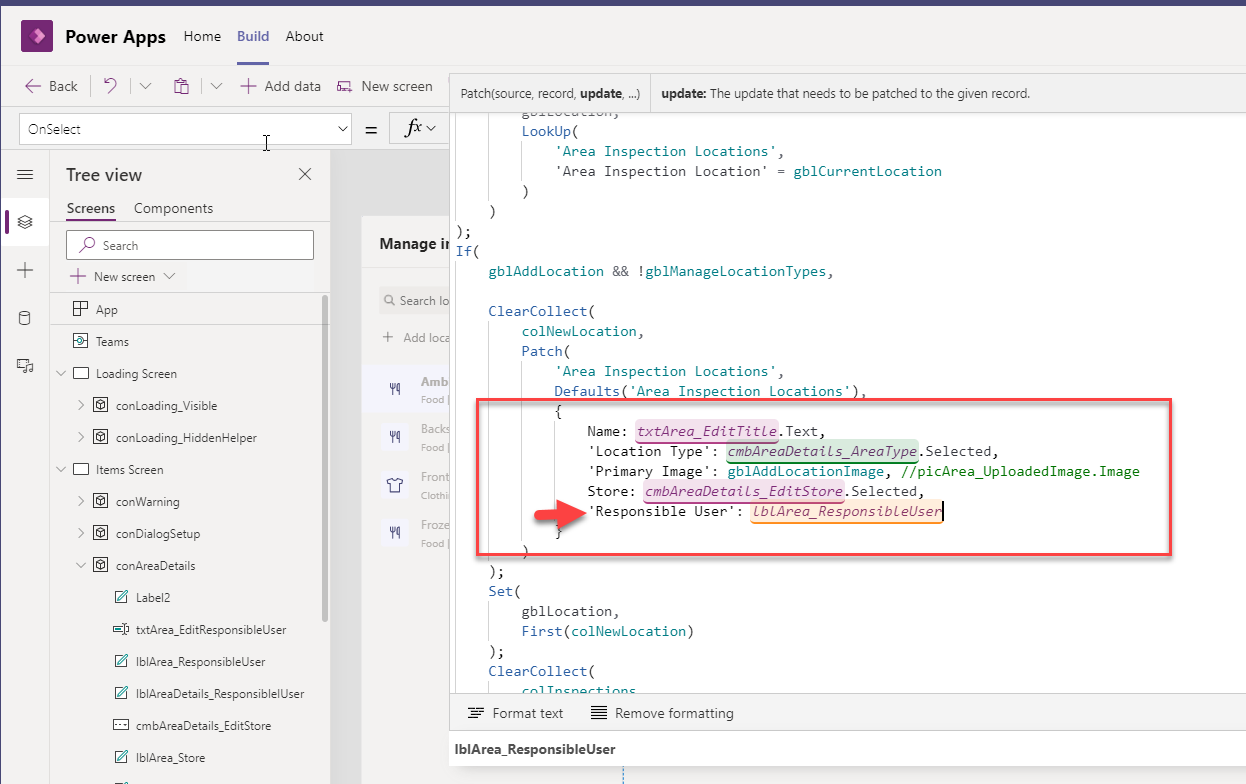 Power Apps Home Build About
Back Add data New screen
Patch(source, record, update, ...) update: The update that needs to be patched to the given record.
OnSelect = fx
Tree view
Screens Components
Search
New screen
App
Teams
Loading Screen
conLoading_Visible
conLoading_HiddenHelper
Items Screen
conWarning
conDialogSetup
conAreaDetails
Label2
txtArea_EditResponsibleUser
lblArea_ResponsibleUser
lblAreaDetails_ResponsiblelUser
cmbAreaDetails_EditStore
lblArea_Store
Manage in
Search lo
Add loca
Amb
Food |
Backs
Food |
Front
Clothi
Froze
Food |
gblLocation,
LookUp(
'Area Inspection Locations',
'Area Inspection Location' = gblCurrentLocation
)
)
);
If(
gblAddLocation && !gblManageLocationTypes,
ClearCollect(
colNewLocation,
Patch(
'Area Inspection Locations',
Defaults('Area Inspection Locations'),
{
Name: txtArea_EditTitle.Text,
'Location Type': cmbAreaDetails_AreaType.Selected,
'Primary Image': gblAddLocationImage, //picArea_UploadedImage.Image
Store: cmbAreaDetails_EditStore.Selected,
'Responsible User': lblArea_ResponsibleUser
}
)
);
Set(
gblLocation,
First(colNewLocation)
);
ClearCollect(
colInspections
Format text Remove formatting
lblArea_ResponsibleUser